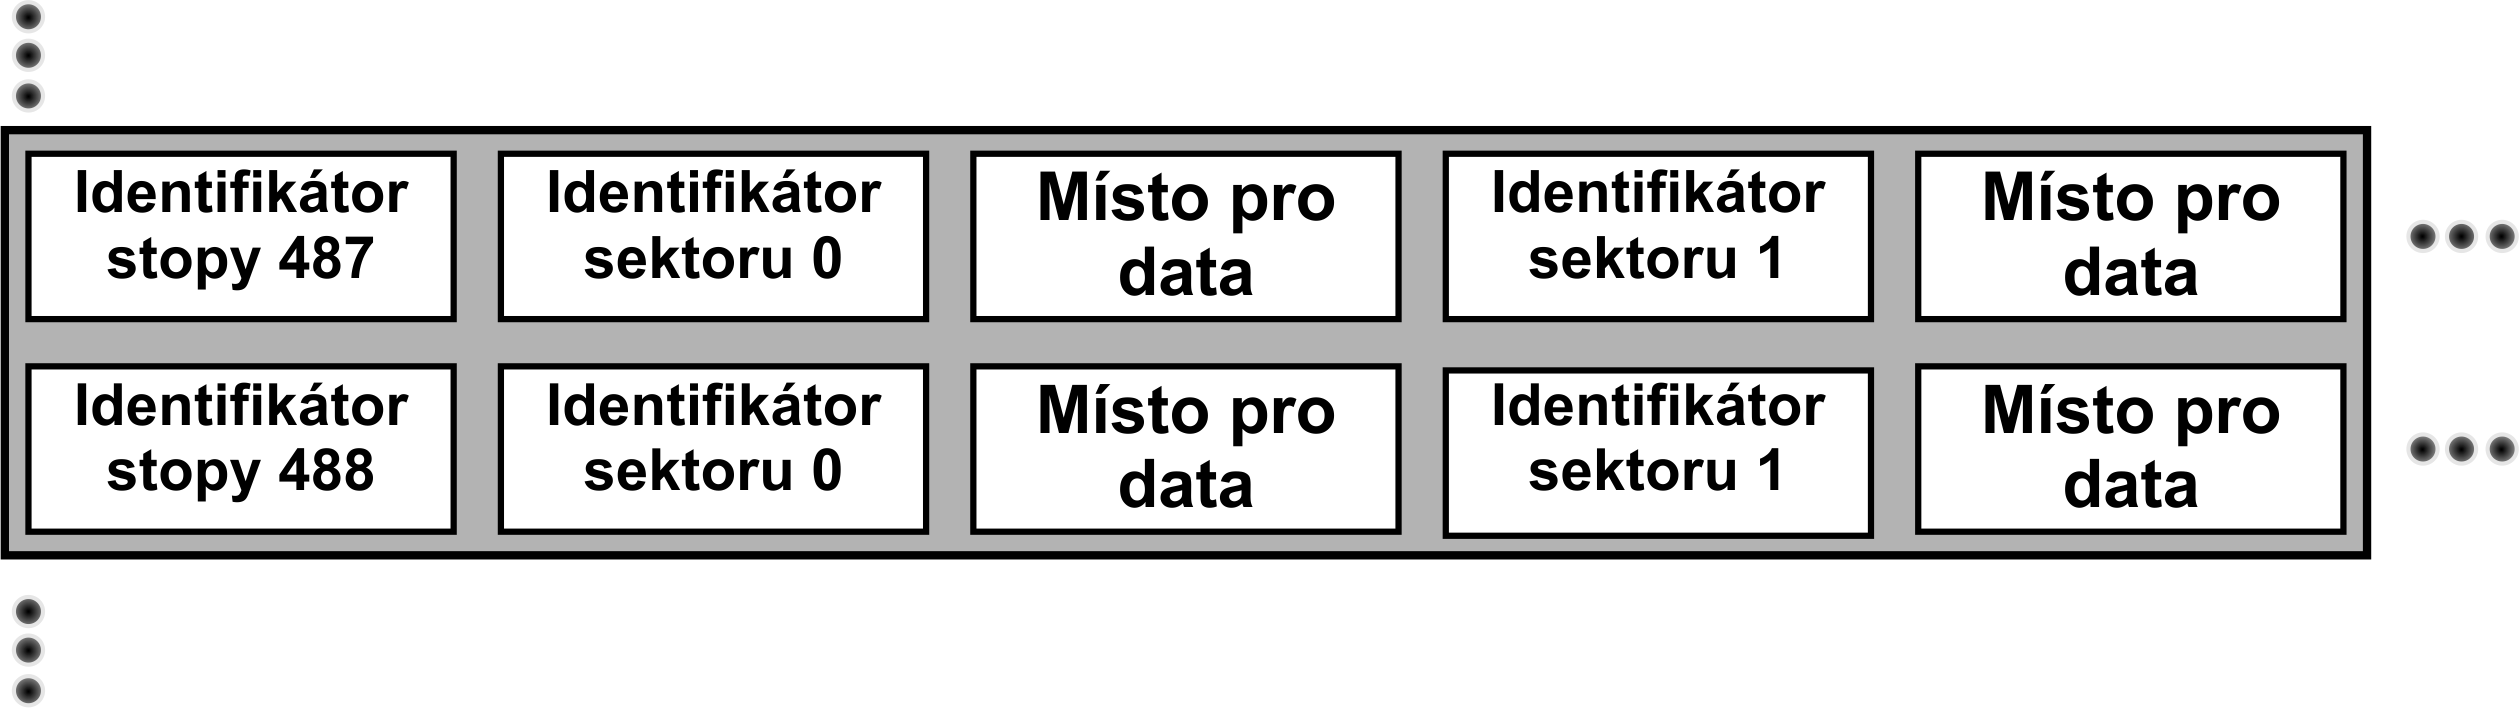 Identifikátor
stopy 487
Identifikátor
sektoru 0
Místo pro
data
Identifikátor
sektoru 1
Místo pro
data
Identifikátor
stopy 488
Identifikátor
sektoru 0
Místo pro
data
Identifikátor
sektoru 1
Místo pro
data